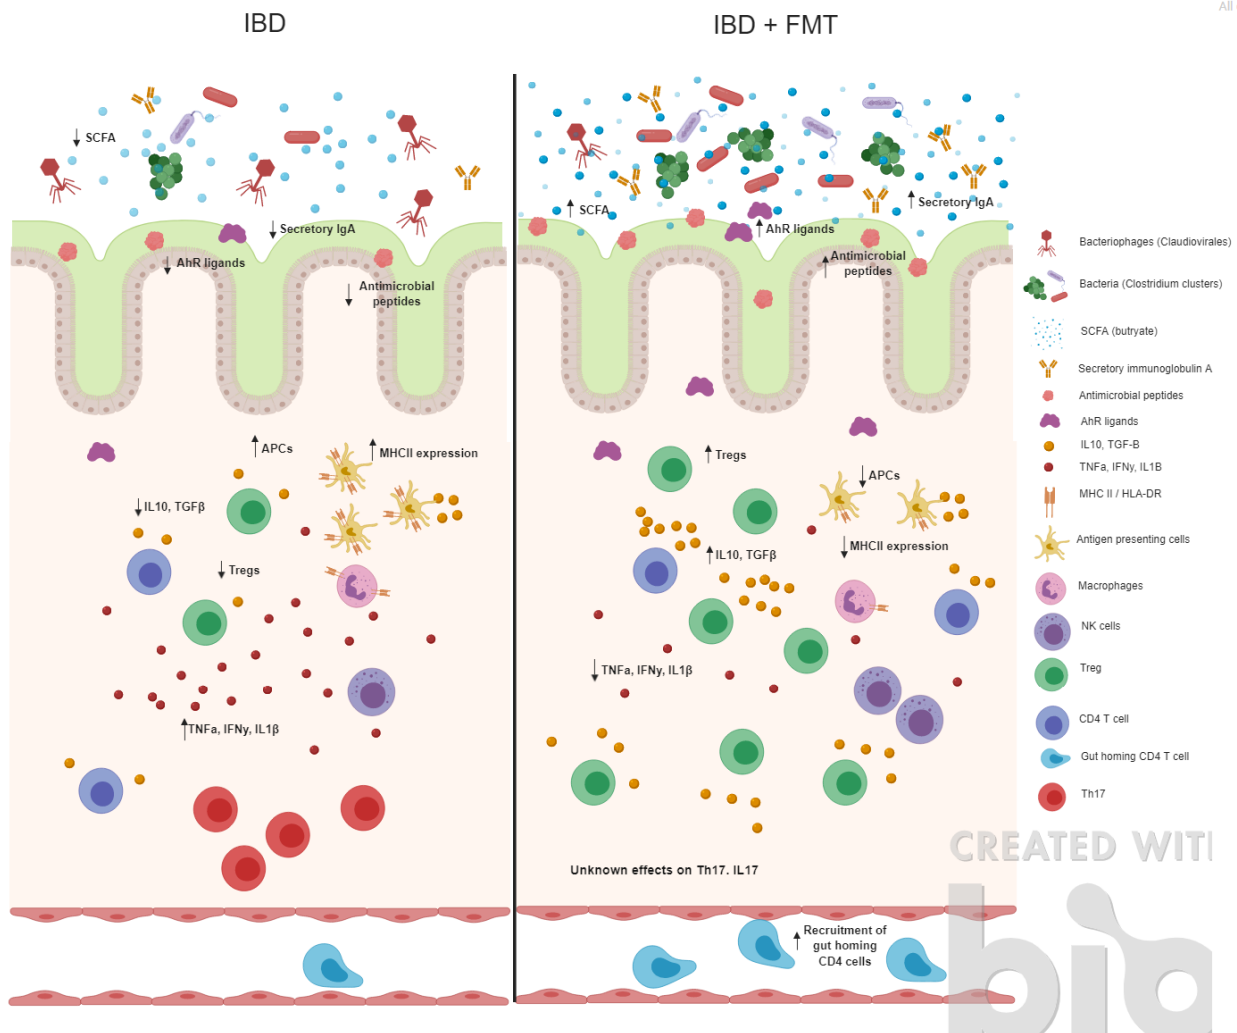 All
IBD
IBD + FMT
SCFA
Secretory IgA
AhR ligands
Antimicrobial
peptides
APCs
MHCII expression
IL10, TGFβ
Tregs
TNFa, IFNy, IL1β
SCFA
Secretory IgA
AhR ligands
Antimicrobial
peptides
Tregs
APCs
IL10, TGFβ
MHCII expression
TNFa, IFNy, IL1β
Unknown effects on Th17. IL17
Recruitment of
gut homing
CD4 cells
Bacteriophages (Claudovirales)
Bacteria (Clostridium clusters)
SCFA (butyrate)
Secretory immunoglobulin A
Antimicrobial peptides
AhR ligands
IL10, TGF-B
TNFa, IFNy, IL1B
MHC II / HLA-DR
Antigen presenting cells
Macrophages
NK cells
Treg
CD4 T cell
Gut homing CD4 T cell
Th17
CREATED WITH
bio